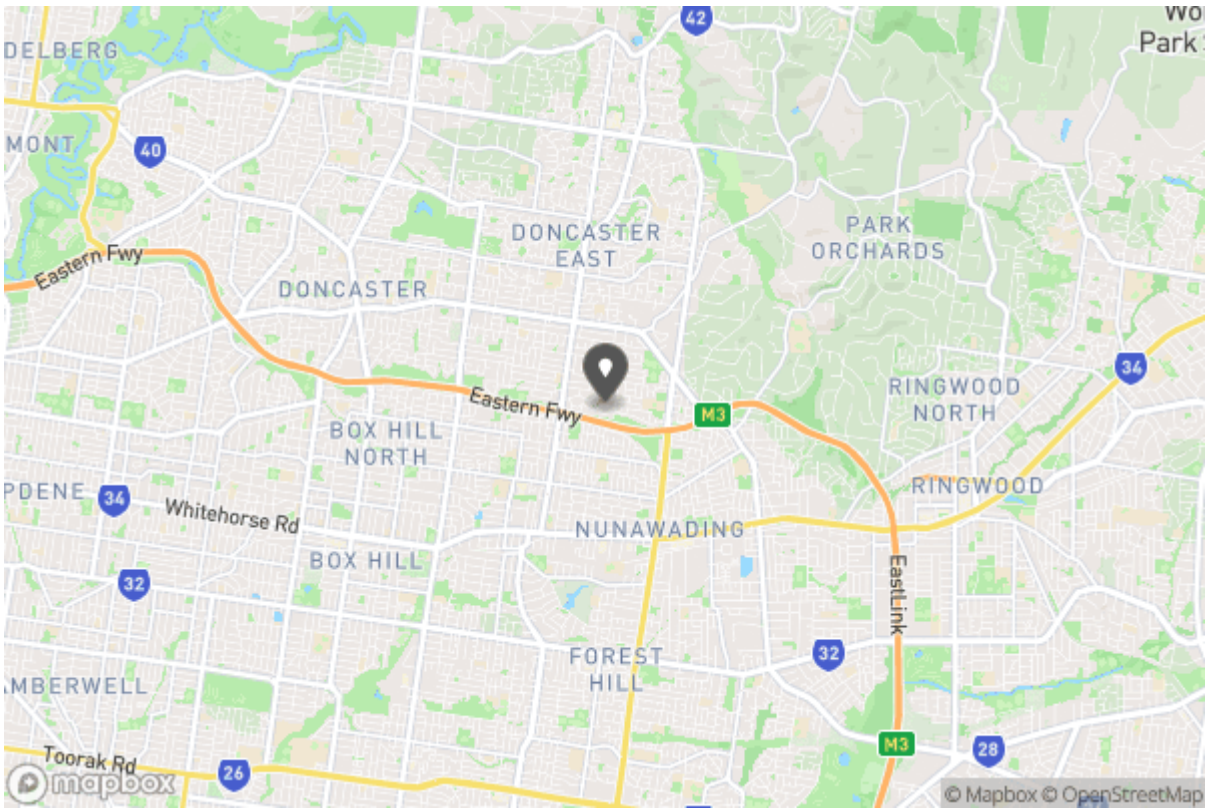 42
Wo
Park S
DELBERG
MONT
40
PARK
ORCHARDS
DONCASTER
EAST
Eastern Fwy
DONCASTER
34
RINGWOOD
NORTH
Eastern Fwy
M3
BOX HILL
NORTH
PDENE
34
Whitehorse Rd
RINGWOOD
NUNAWADING
BOX HILL
32
EastLink
FOREST
HILL
32
AMBERWELL
M3
28
Toorak Rd
26
mapbox
© Mapbox © OpenStreetMap